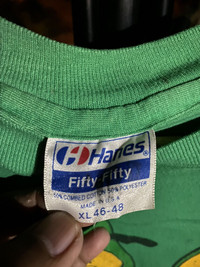 Hanes®
Fifty-Fifty
50% COMBED COTTON 50% POLYESTER
MADE IN U.S.A.
XL 46-48